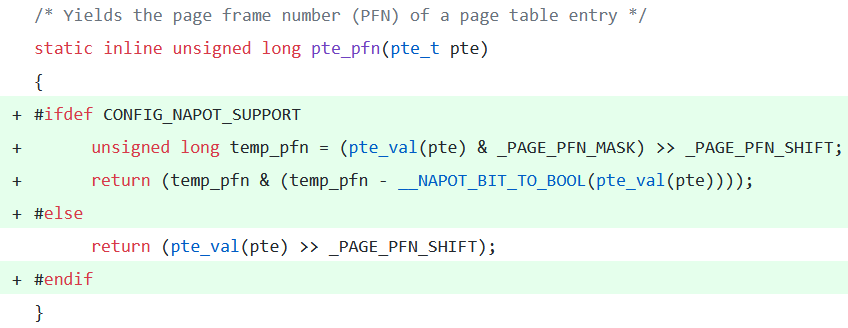 /* Yields the page frame number (PFN) of a page table entry */
static inline unsigned long pte_pfn(pte_t pte)
{
+ #ifdef CONFIG_NAPOT_SUPPORT
+ unsigned long temp_pfn = (pte_val(pte) & _PAGE_PFN_MASK) >> _PAGE_PFN_SHIFT;
+ return (temp_pfn & (temp_pfn - __NAPOT_BIT_TO_BOOL(pte_val(pte))));
+ #else
return (pte_val(pte) >> _PAGE_PFN_SHIFT);
+ #endif
}